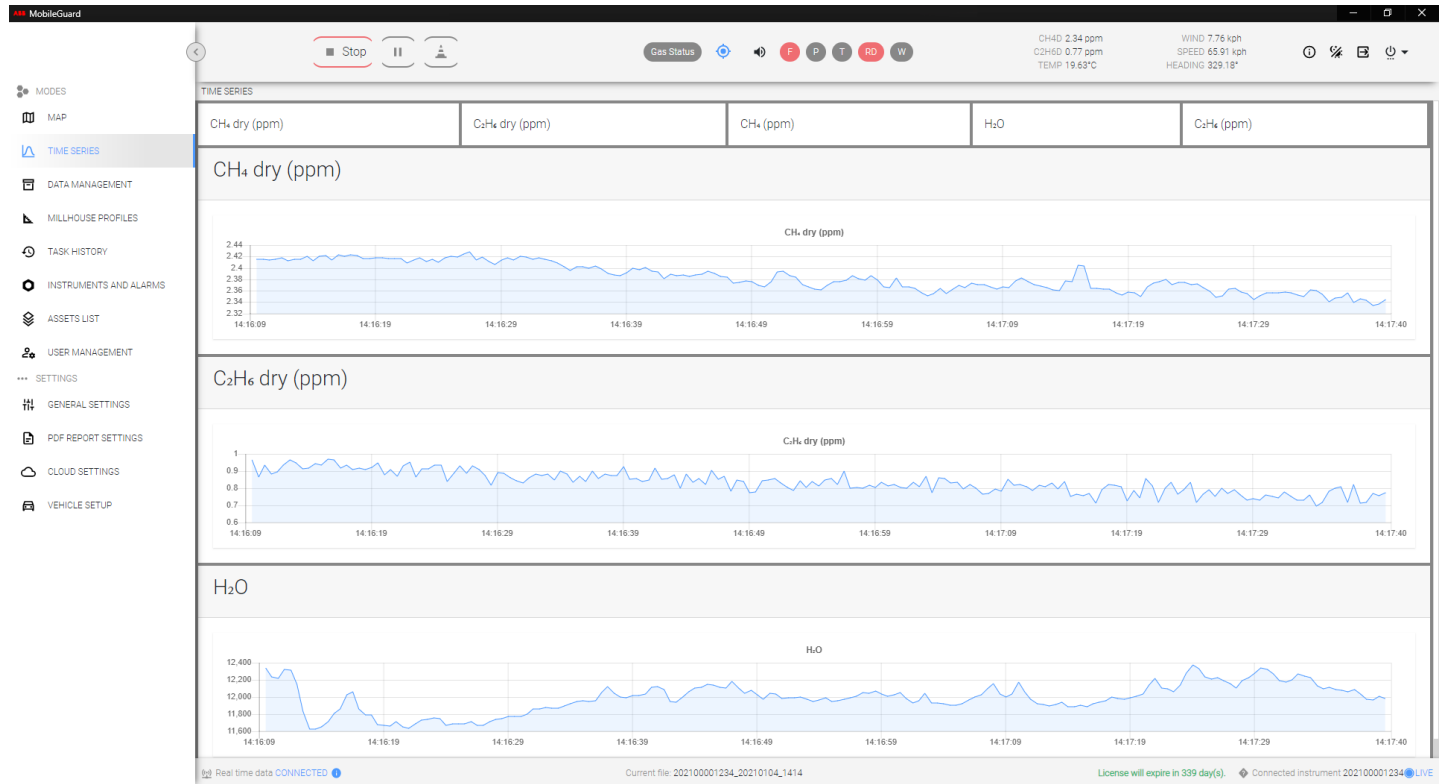 ABB MobileGuard
Stop
Gas Status
F P T RD W
CH4D 2.34 ppm
C2H6D 0.77 ppm
TEMP 19.63°C
WIND 7.76 kph
SPEED 65.91 kph
HEADING 329.18°
MODES
MAP
TIME SERIES
DATA MANAGEMENT
MILLHOUSE PROFILES
TASK HISTORY
INSTRUMENTS AND ALARMS
ASSETS LIST
USER MANAGEMENT
SETTINGS
GENERAL SETTINGS
PDF REPORT SETTINGS
CLOUD SETTINGS
VEHICLE SETUP
TIME SERIES
CH₄ dry (ppm) C₂H₆ dry (ppm) CH₄ (ppm) H₂O C₂H₆ (ppm)
CH₄ dry (ppm)
CH₄ dry (ppm)
2.44
2.42
2.4
2.38
2.36
2.34
2.32
14:16:09 14:16:19 14:16:29 14:16:39 14:16:49 14:16:59 14:17:09 14:17:19 14:17:29 14:17:40
C₂H₆ dry (ppm)
C₂H₆ dry (ppm)
1
0.9
0.8
0.7
0.6
14:16:09 14:16:19 14:16:29 14:16:39 14:16:49 14:16:59 14:17:09 14:17:19 14:17:29 14:17:40
H₂O
H₂O
12,400
12,200
12,000
11,800
11,600
14:16:09 14:16:19 14:16:29 14:16:39 14:16:49 14:16:59 14:17:09 14:17:19 14:17:29 14:17:40
Real time data CONNECTED
Current file: 202100001234_20210104_1414
License will expire in 339 day(s).
Connected instrument 202100001234 LIVE